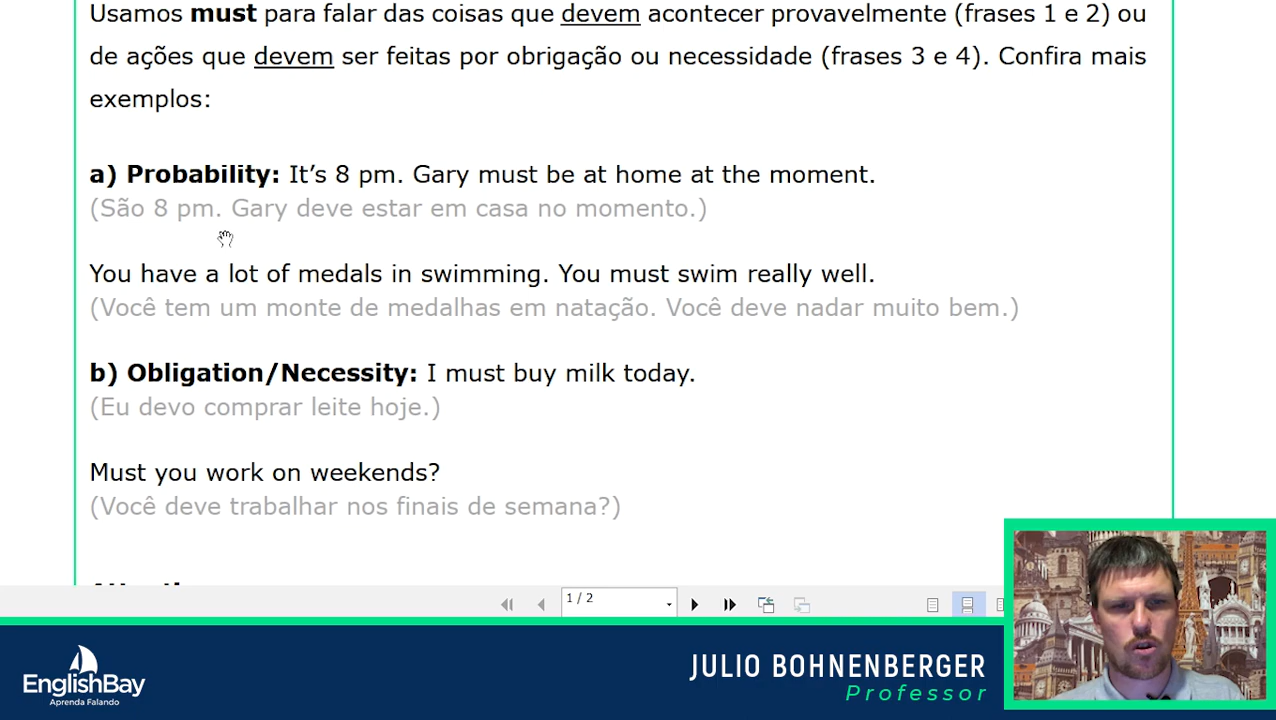 Usamos must para falar das coisas que devem acontecer provavelmente (frases 1 e 2) ou
de ações que devem ser feitas por obrigação ou necessidade (frases 3 e 4). Confira mais
exemplos:
a) Probability: It's 8 pm. Gary must be at home at the moment.
(São 8 pm. Gary deve estar em casa no momento.)
You have a lot of medals in swimming. You must swim really well.
(Você tem um monte de medalhas em natação. Você deve nadar muito bem.)
b) Obligation/Necessity: I must buy milk today.
(Eu devo comprar leite hoje.)
Must you work on weekends?
(Você deve trabalhar nos finais de semana?)
1 / 2
EnglishBay
Aprenda Falando
JULIO BOHNENBERGER
Professor